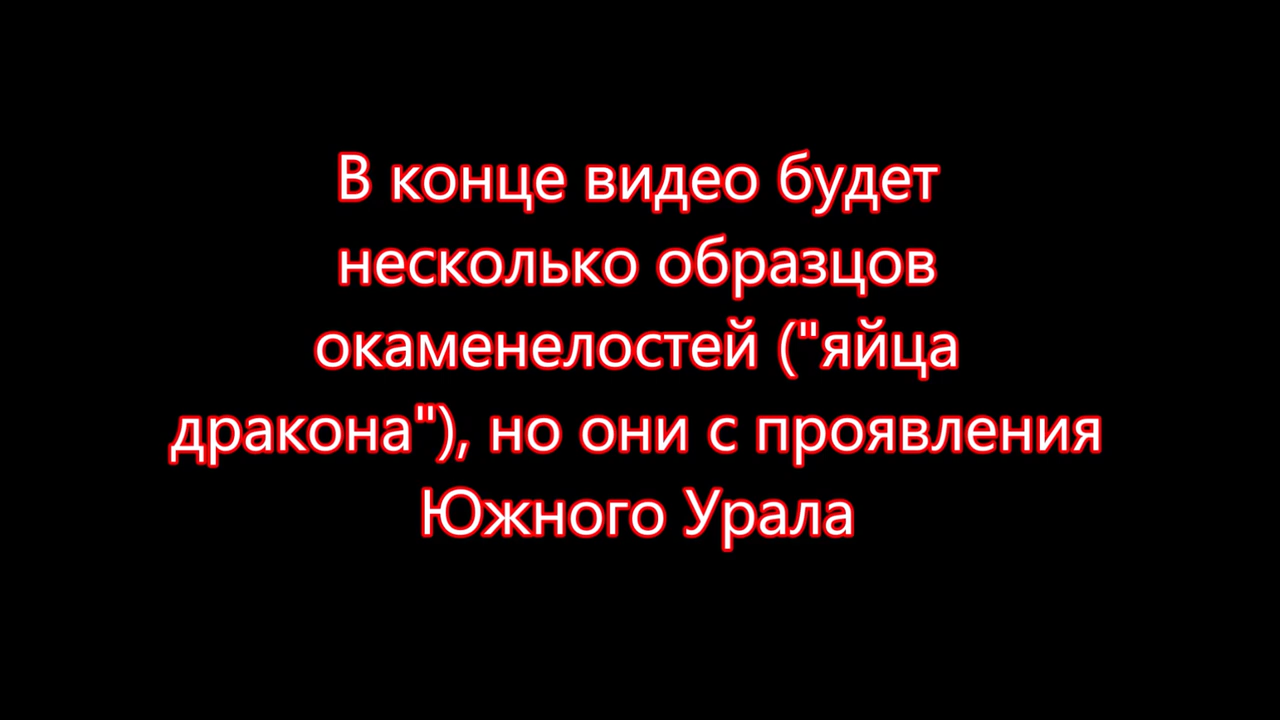 В конце видео будет
несколько образцов
окаменелостей ("яйца
дракона"), но они с проявления
Южного Урала